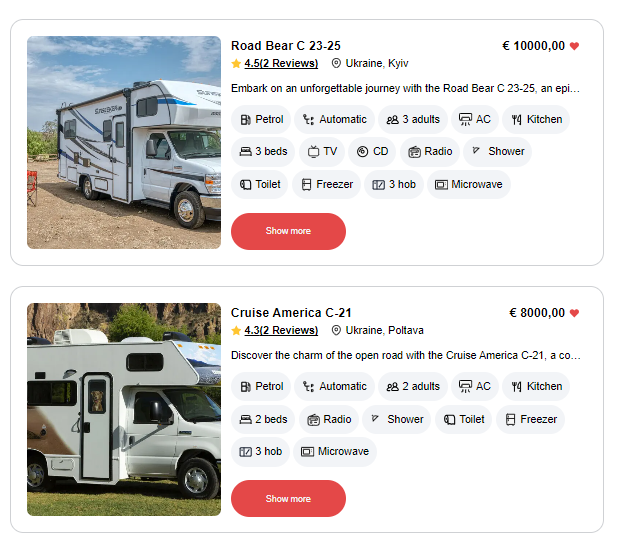 Road Bear C 23-25 € 10000,00
4.5(2 Reviews) Ukraine, Kyiv
Embark on an unforgettable journey with the Road Bear C 23-25, an epi...
Petrol Automatic 3 adults AC Kitchen
3 beds TV CD Radio Shower
Toilet Freezer 3 hob Microwave
Show more
Cruise America C-21 € 8000,00
4.3(2 Reviews) Ukraine, Poltava
Discover the charm of the open road with the Cruise America C-21, a co...
Petrol Automatic 2 adults AC Kitchen
2 beds Radio Shower Toilet Freezer
3 hob Microwave
Show more